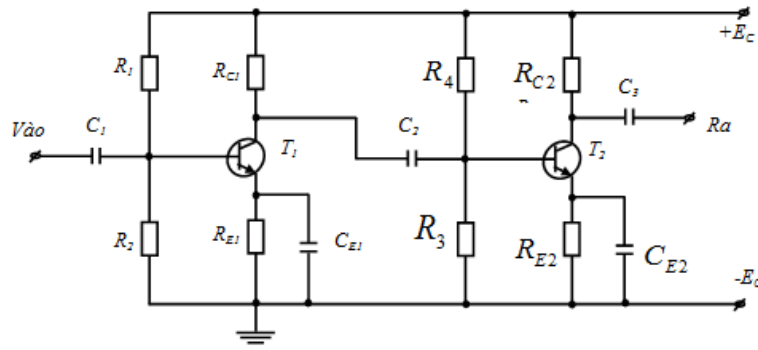 +E_C
R_1
R_C1
R_4
R_C2
C_3
Vào
C_1
C_2
T_1
T_2
Ra
R_2
R_E1
C_E1
R_3
R_E2
C_E2
-E_C